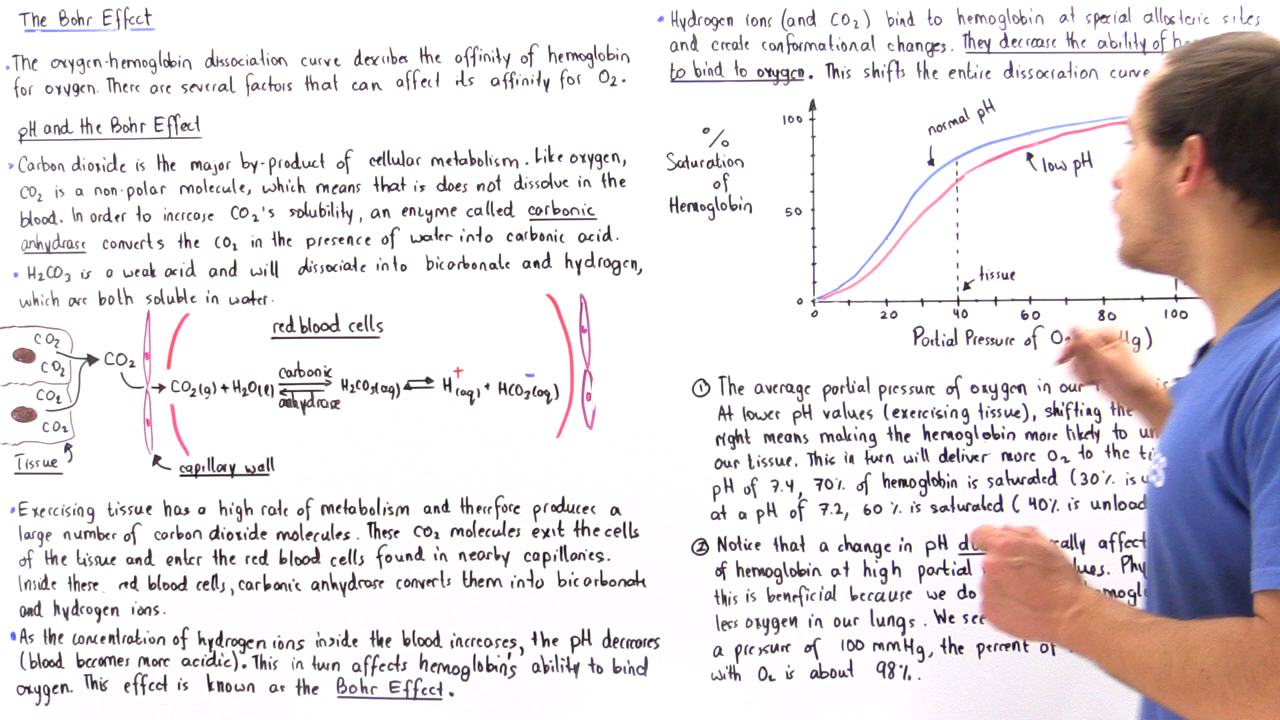 The Bohr Effect
•The oxygen-hemoglobin dissociation curve describes the affinity of hemoglobin
for oxygen. There are several factors that can affect its affinity for O2.
pH and the Bohr Effect
•Carbon dioxide is the major by-product of cellular metabolism. Like oxygen,
CO2 is a non-polar molecule, which means that is does not dissolve in the
blood. In order to increase CO2's solubility, an enzyme called carbonic
anhydrase converts the CO2 in the presence of water into carbonic acid.
•H2CO3 is a weak acid and will dissociate into bicarbonate and hydrogen,
which are both soluble in water.
red blood cells
CO2
CO2
CO2
CO2
CO2
Tissue
CO2(g) + H2O(l) carbonic anhydrase H2CO3(aq) H+(aq) + HCO3-(aq)
capillary wall
•Exercising tissue has a high rate of metabolism and therefore produces a
large number of carbon dioxide molecules. These CO2 molecules exit the cells
of the tissue and enter the red blood cells found in nearby capillaries.
Inside these red blood cells, carbonic anhydrase converts them into bicarbonate
and hydrogen ions.
•As the concentration of hydrogen ions inside the blood increases, the pH decreases
(blood becomes more acidic). This in turn affects hemoglobin's ability to bind
oxygen. This effect is known as the Bohr Effect.
•Hydrogen ions (and CO2) bind to hemoglobin at special allosteric sites
and create conformational changes. They decrease the ability of
to bind to oxygen. This shifts the entire dissociation curve
% Saturation of Hemoglobin
100
50
0
normal pH
low pH
tissue
0 20 40 60 80 100
Partial Pressure of
① The average partial pressure of oxygen in our
At lower pH values (exercising tissue), shifting the
right means making the hemoglobin more likely to
our tissue. This in turn will deliver more O2 to the
pH of 7.4, 70% of hemoglobin is saturated (30% is
at a pH of 7.2, 60% is saturated (40% is
② Notice that a change in pH
of hemoglobin at high partial
this is beneficial because we do
less oxygen in our lungs. We
a pressure of 100 mmHg, the percent of
with O2 is about 98%.